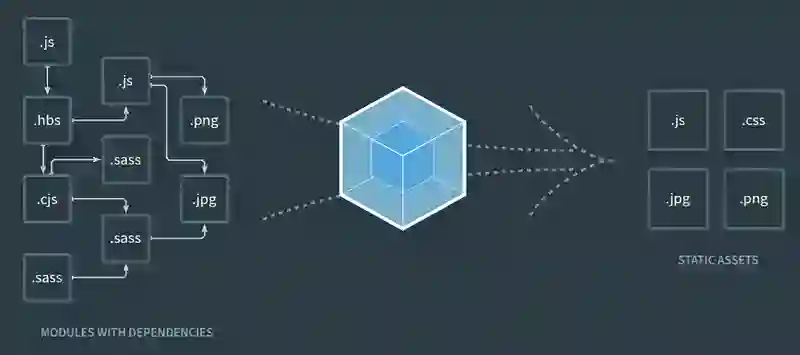 .js
.js
.hbs
.png
.sass
.cjs
.jpg
.sass
.sass
MODULES WITH DEPENDENCIES
.js
.css
.jpg
.png
STATIC ASSETS